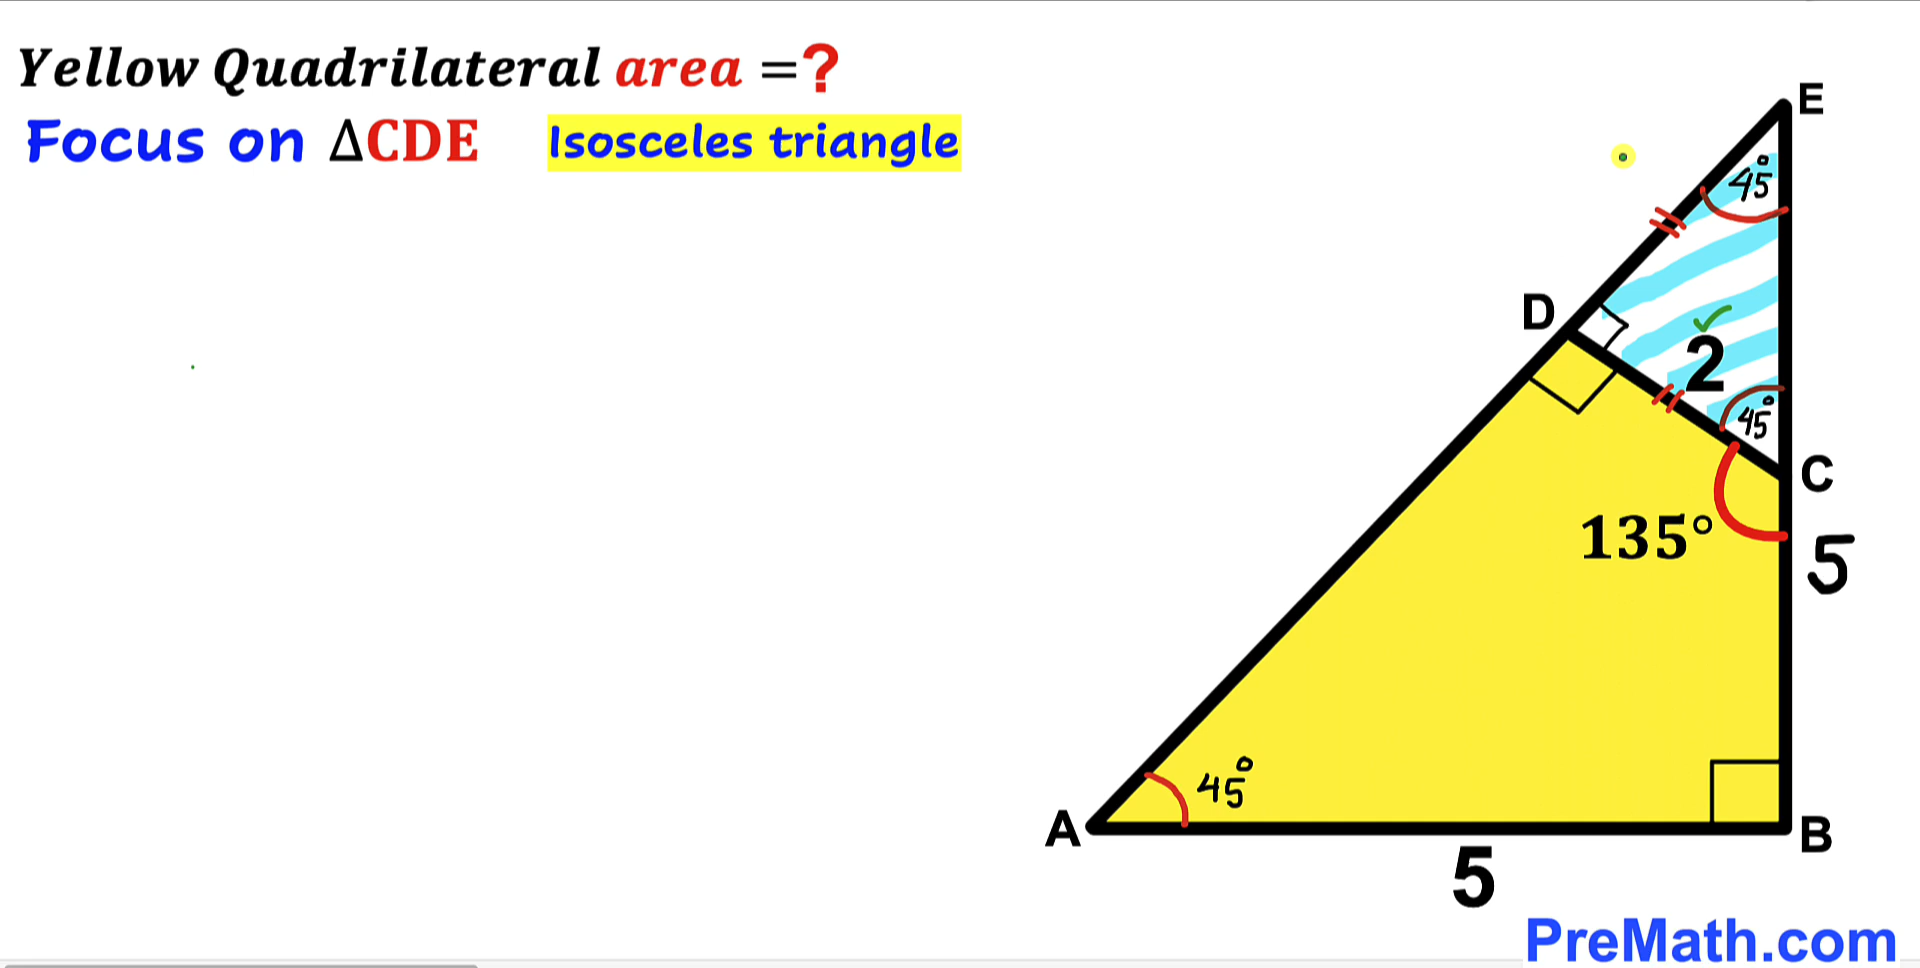 Yellow Quadrilateral area =?
Focus on ΔCDE Isosceles triangle
E
45°
D
2
45°
C
135°
5
45°
A
B
5
PreMath.com